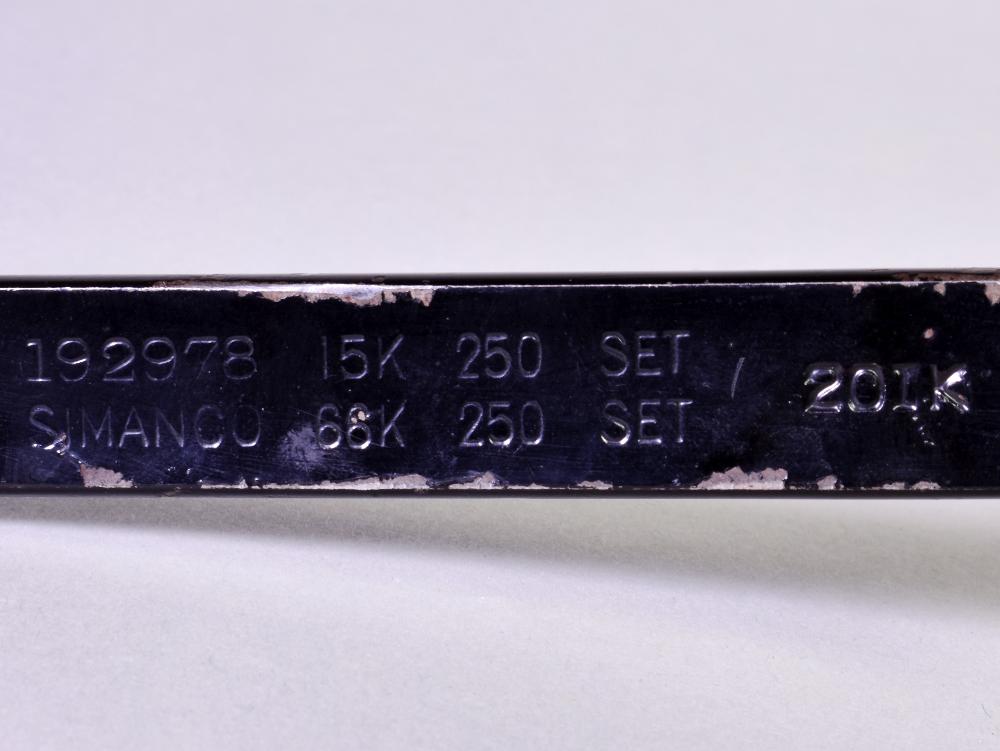 192978 15K 250 SET
SIMANCO 66K 250 SET
201K